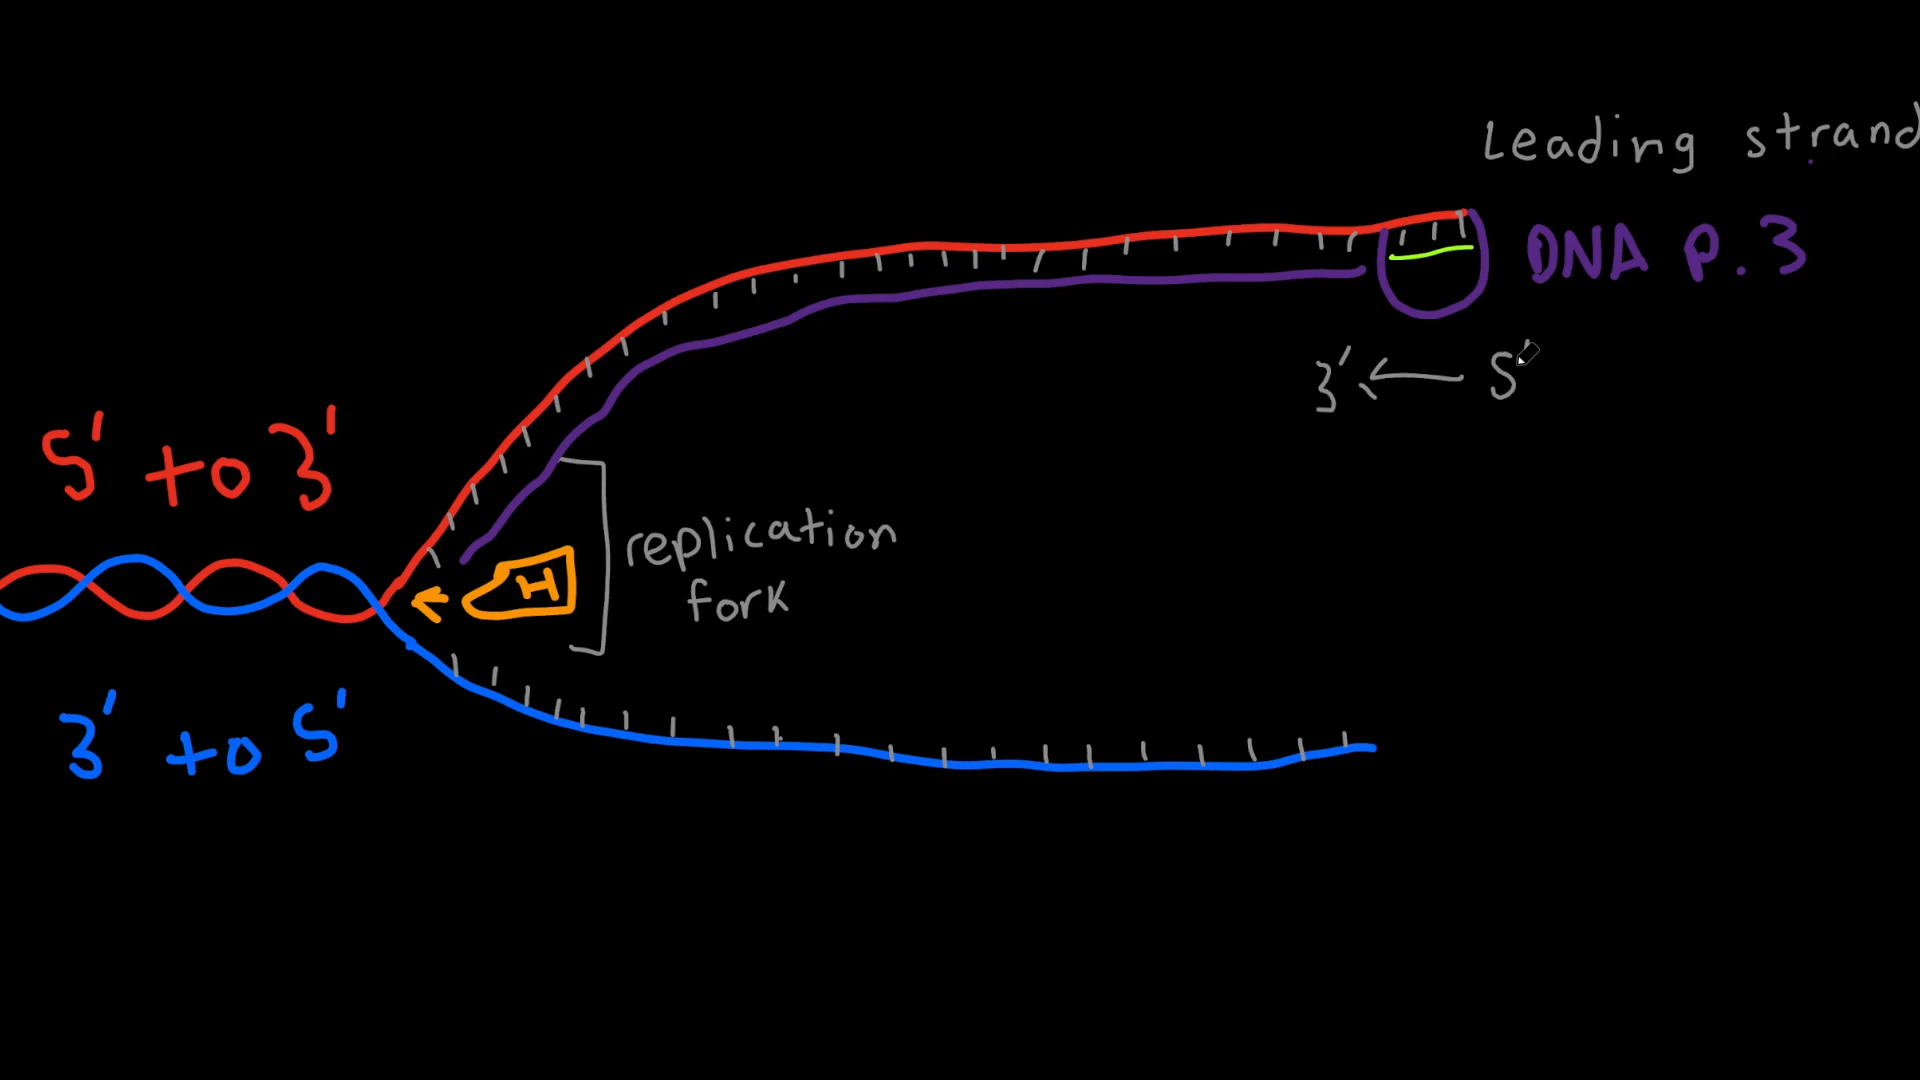 Leading strand
DNA p. 3
3' ← 5'
5' to 3'
replication
fork
H
3' to 5'